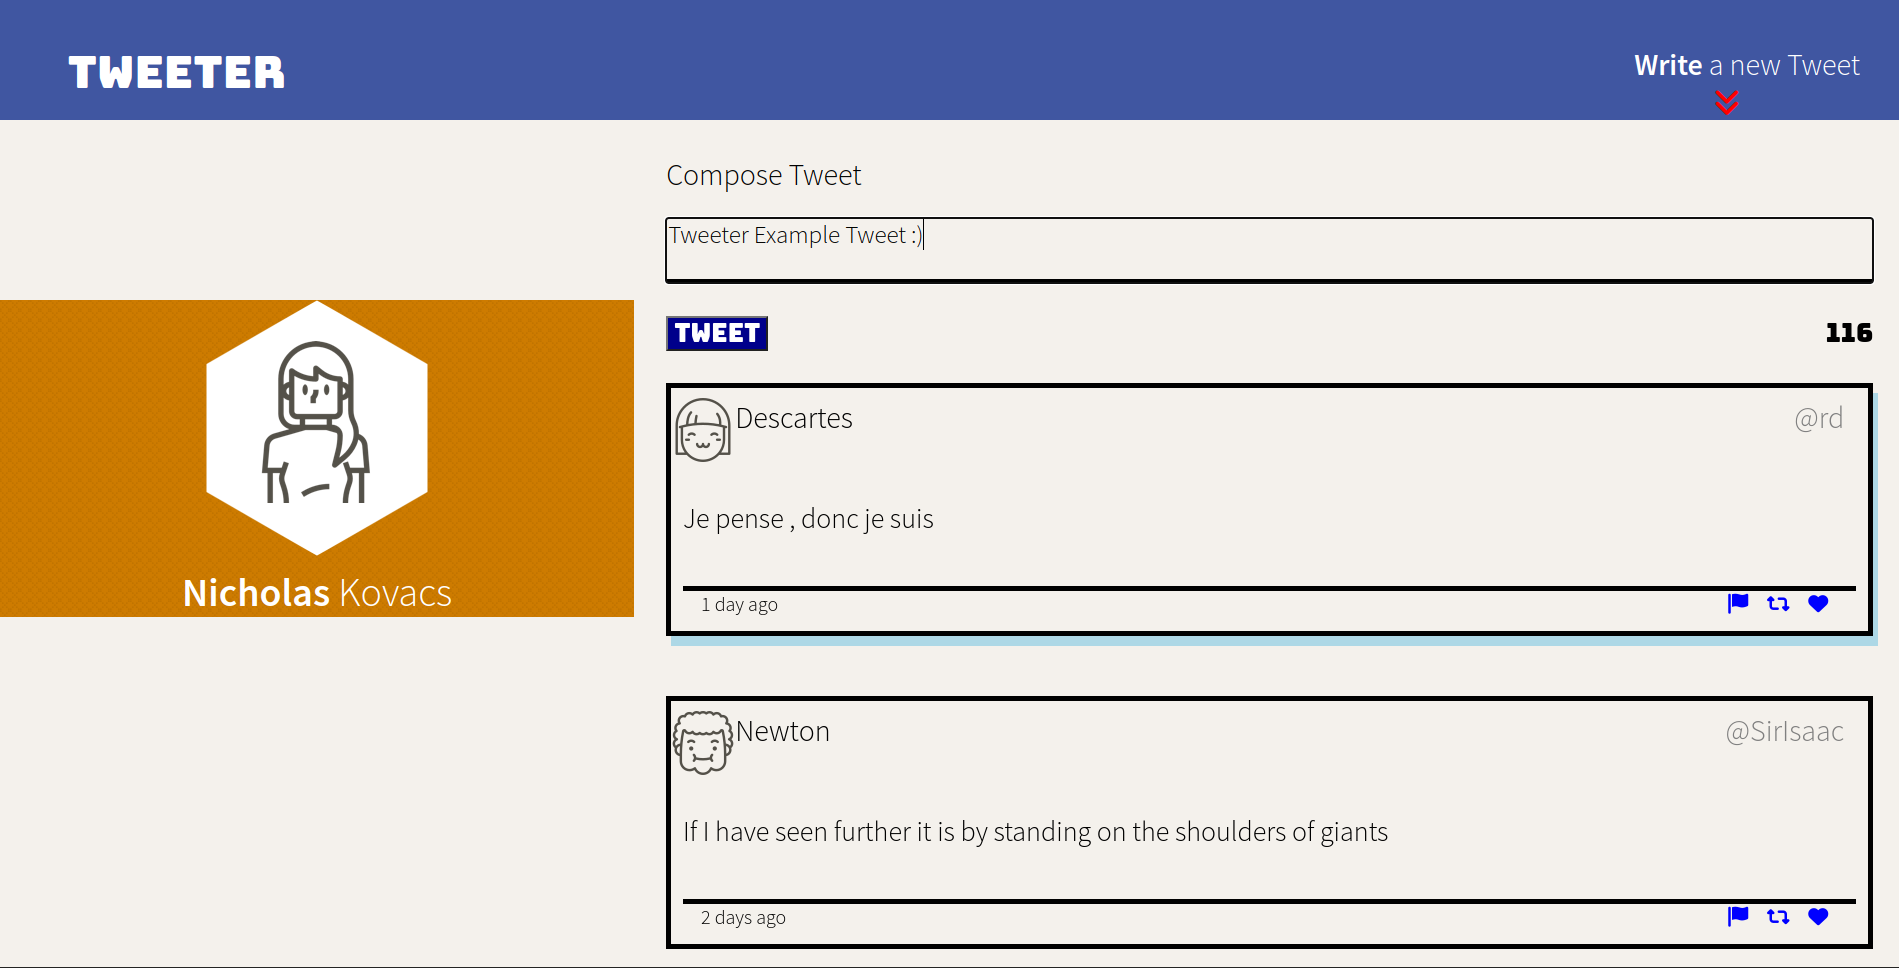 TWEETER
Write a new Tweet
Compose Tweet
Tweeter Example Tweet :)
TWEET
116
Nicholas Kovacs
Descartes
@rd
Je pense , donc je suis
1 day ago
Newton
@SirIsaac
If I have seen further it is by standing on the shoulders of giants
2 days ago